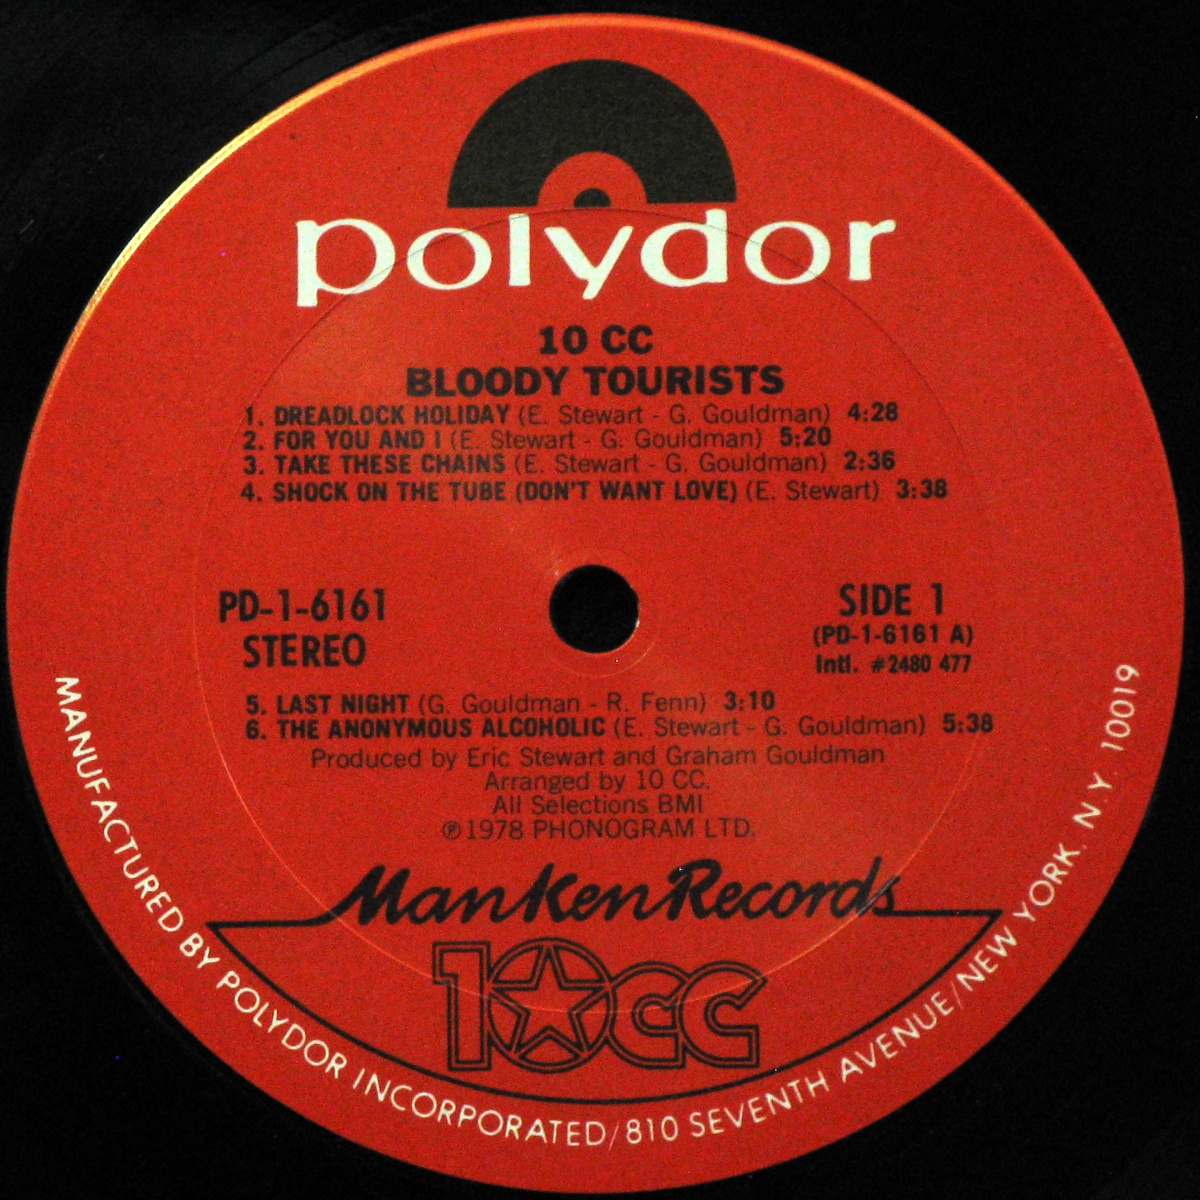 polydor
10 CC
BLOODY TOURISTS
1. DREADLOCK HOLIDAY (E. Stewart - G. Gouldman) 4:28
2. FOR YOU AND I (E. Stewart - G. Gouldman) 5:20
3. TAKE THESE CHAINS (E. Stewart - G. Gouldman) 2:36
4. SHOCK ON THE TUBE (DON'T WANT LOVE) (E. Stewart) 3:38
PD-1-6161
STEREO
SIDE 1
(PD-1-6161 A)
Intl. #2480 477
5. LAST NIGHT (G. Gouldman - R. Fenn) 3:10
6. THE ANONYMOUS ALCOHOLIC (E. Stewart - G. Gouldman) 5:38
Produced by Eric Stewart and Graham Gouldman
Arranged by 10 CC.
All Selections BMI
℗1978 PHONOGRAM LTD.
ManKen Records
10CC
MANUFACTURED BY POLYDOR INCORPORATED/810 SEVENTH AVENUE/NEW YORK, N.Y. 10019